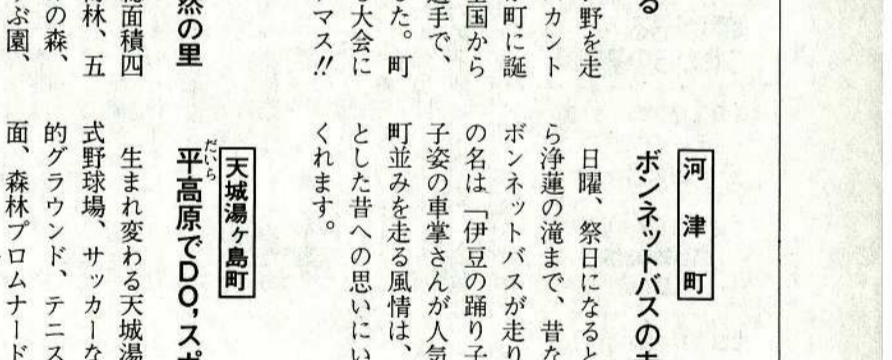 野を走
カント
町に誕
全国から
選手で、
した。町
大会に
マス!!
然の里
総面積四
林、五
の森、
ぶ園、
河津町
ボンネットバスの
日曜、祭日になると
ら浄蓮の滝まで、昔な
ボンネットバスが走り
の名は「伊豆の踊り子
子姿の車掌さんが人気
町並みを走る風情は、
とした昔への思いにい
くれます。
天城湯ヶ島町
だいら
平高原でDO,スポ
生まれ変わる天城湯
式野球場、サッカーな
的グラウンド、テニス
面、森林プロムナード